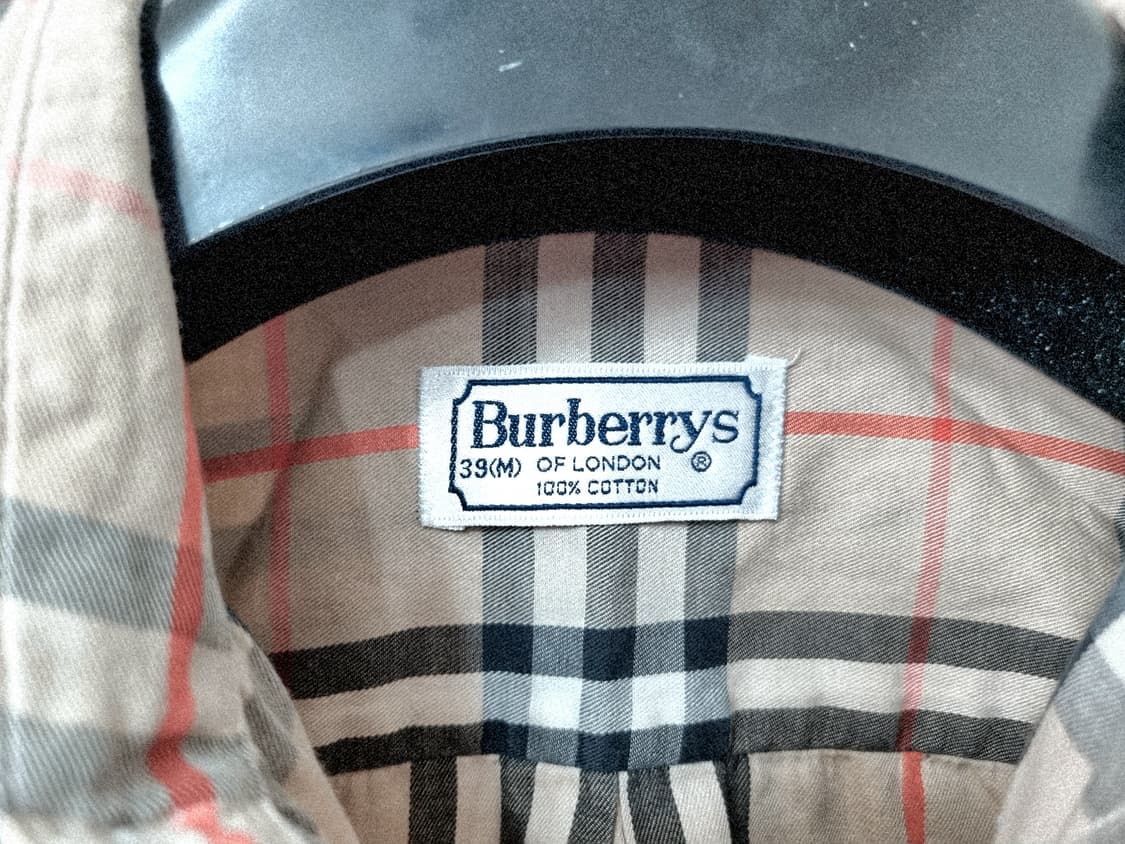 Burberrys
39(M) OF LONDON ®
100% COTTON